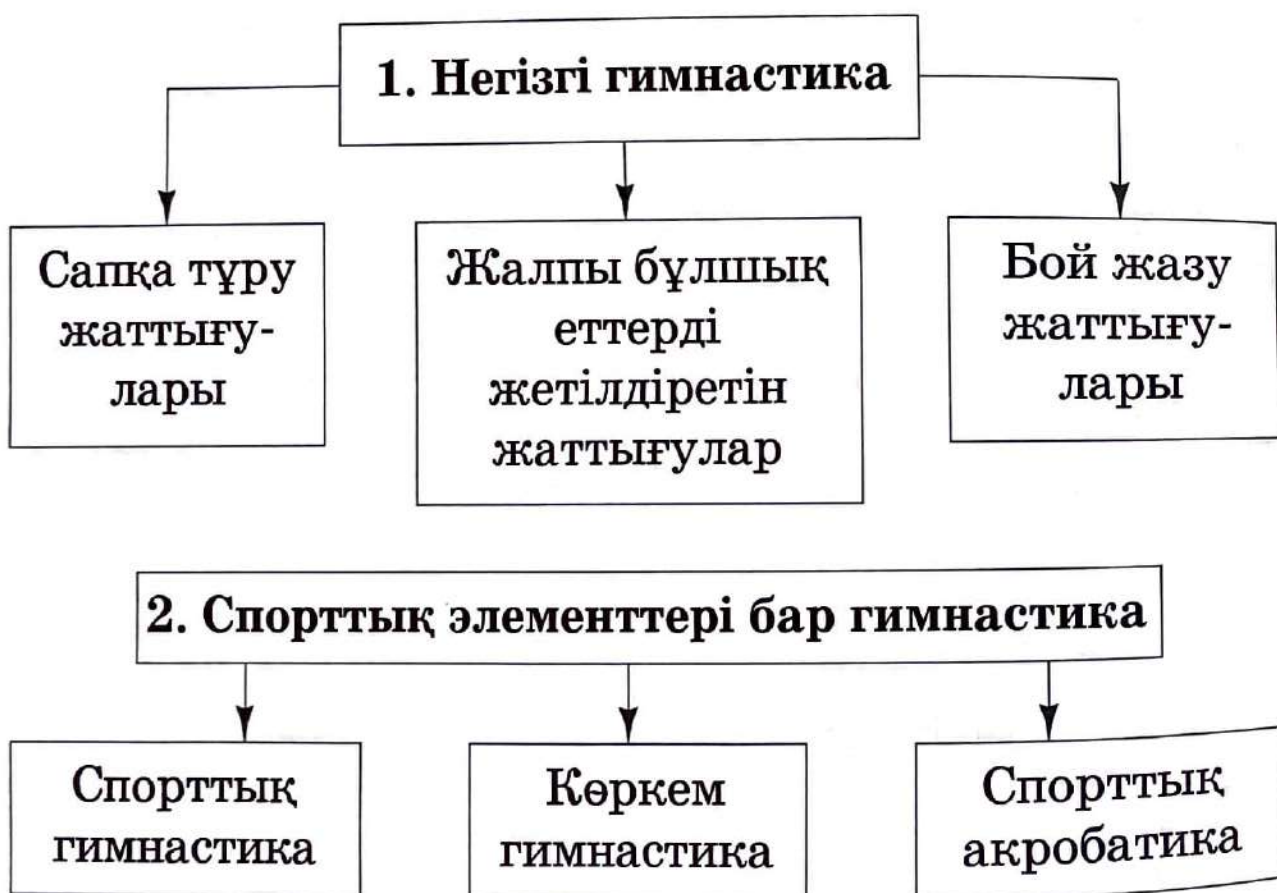 1. Негізгі гимнастика
Сапқа тұру
жаттығу-
лары
Жалпы бұлшық
еттерді
жетілдіретін
жаттығулар
Бой жазу
жаттығу-
лары
2. Спорттық элементтері бар гимнастика
Спорттық
гимнастика
Көркем
гимнастика
Спорттық
акробатика